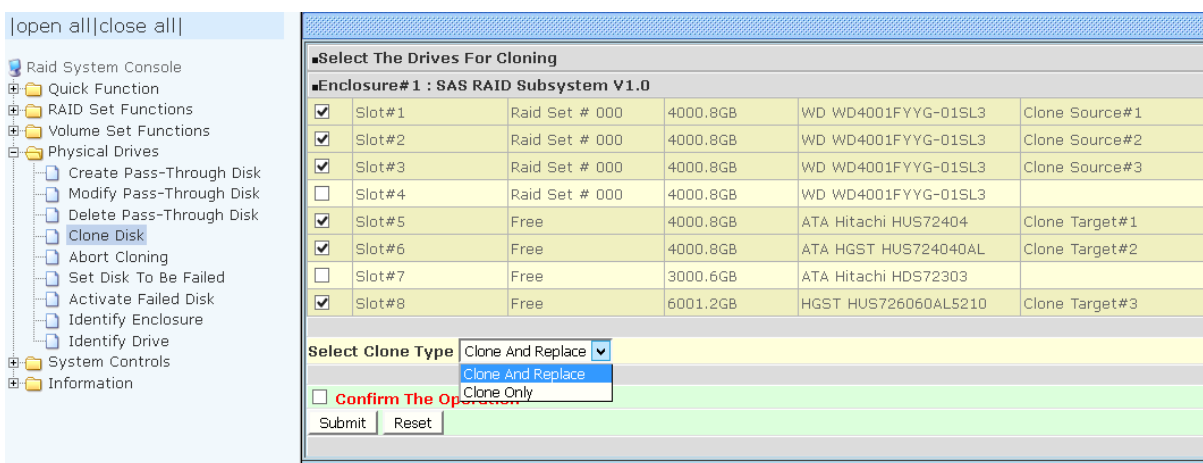 |open all|close all|
Raid System Console
Quick Function
RAID Set Functions
Volume Set Functions
Physical Drives
Create Pass-Through Disk
Modify Pass-Through Disk
Delete Pass-Through Disk
Clone Disk
Abort Cloning
Set Disk To Be Failed
Activate Failed Disk
Identify Enclosure
Identify Drive
System Controls
Information
Select The Drives For Cloning
Enclosure#1 : SAS RAID Subsystem V1.0
Slot#1 Raid Set # 000 4000.8GB WD WD4001FYYG-01SL3 Clone Source#1
Slot#2 Raid Set # 000 4000.8GB WD WD4001FYYG-01SL3 Clone Source#2
Slot#3 Raid Set # 000 4000.8GB WD WD4001FYYG-01SL3 Clone Source#3
Slot#4 Raid Set # 000 4000.8GB WD WD4001FYYG-01SL3
Slot#5 Free 4000.8GB ATA Hitachi HUS72404 Clone Target#1
Slot#6 Free 4000.8GB ATA HGST HUS724040AL Clone Target#2
Slot#7 Free 3000.6GB ATA Hitachi HDS72303
Slot#8 Free 6001.2GB HGST HUS726060AL5210 Clone Target#3
Select Clone Type Clone And Replace
Clone And Replace
Clone Only
Confirm The Operation
Submit Reset